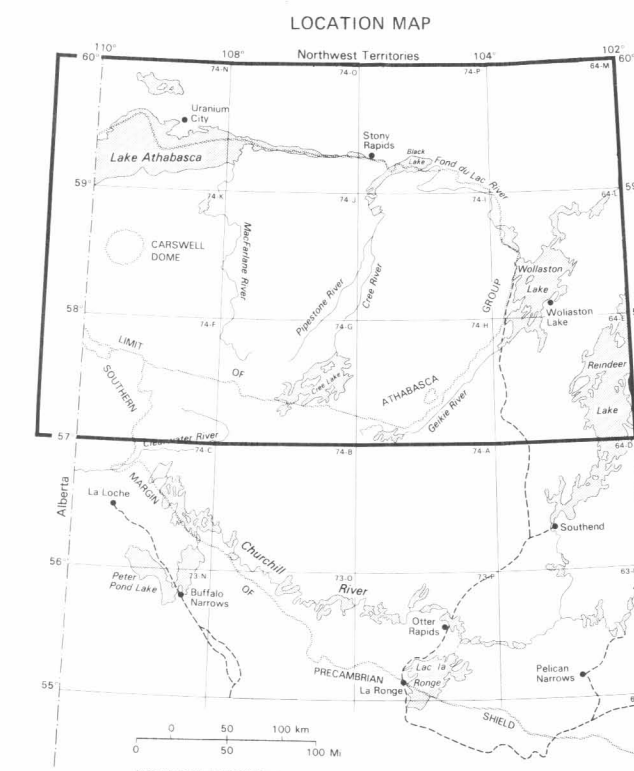 LOCATION MAP
110°
108°
Northwest Territories
104°
102°
60°
60°
74-N
74-O
74-P
64-M
Uranium
City
Stony
Rapids
Black
Lake
Lake Athabasca
Fond du Lac River
59°
74-K
74-J
74-I
64-L
CARSWELL
DOME
MacFarlane River
Pipestone River
Cree River
GROUP
Wollaston
Lake
Wollaston
Lake
58°
74-F
74-G
74-H
64-E
LIMIT
OF
ATHABASCA
Cree Lake
Geikie River
Reindeer
Lake
SOUTHERN
57
Clearwater River
74-C
74-B
74-A
64-D
Alberta
La Loche
MARGIN
OF
Southend
Churchill
River
56°
73-N
73-O
73-P
Peter
Pond Lake
Buffalo
Narrows
Otter
Rapids
Lac la
Ronge
La Ronge
Pelican
Narrows
55°
PRECAMBRIAN
SHIELD
0 50 100 km
0 50 100 Mi